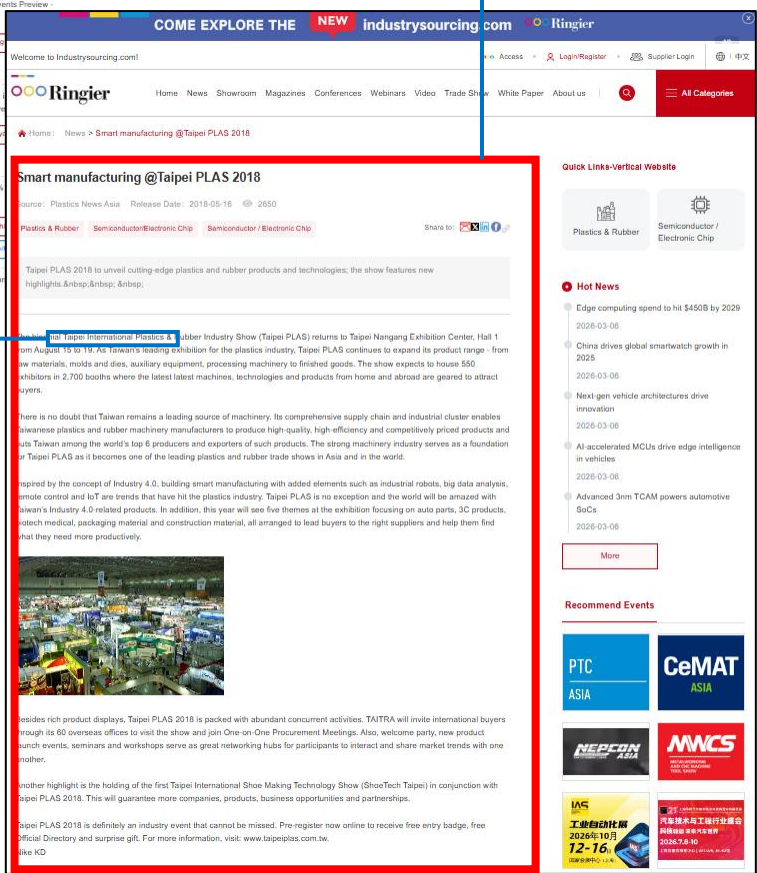 ents Preview -
COME EXPLORE THE NEW industrysourcing.com Ringier
Welcome to Industrysourcing.com!
Access Login/Register Supplier Login 中文
Ringier Home News Showroom Magazines Conferences Webinars Video Trade Show White Paper About us All Categories
Home: News > Smart manufacturing @Taipei PLAS 2018
Smart manufacturing @Taipei PLAS 2018
Source: Plastics News Asia Release Date: 2018-05-16 2650
Plastics & Rubber Semiconductor/Electronic Chip Semiconductor / Electronic Chip Share to:
Taipei PLAS 2018 to unveil cutting-edge plastics and rubber products and technologies; the show features new
highlights.&nbsp;&nbsp; &nbsp;
nial Taipei International Plastics & Rubber Industry Show (Taipei PLAS) returns to Taipei Nangang Exhibition Center, Hall 1
from August 15 to 19. As Taiwan's leading exhibition for the plastics industry, Taipei PLAS continues to expand its product range - from
raw materials, molds and dies, auxiliary equipment, processing machinery to finished goods. The show expects to house 550
exhibitors in 2,700 booths where the latest latest machines, technologies and products from home and abroad are geared to attract
buyers.
There is no doubt that Taiwan remains a leading source of machinery. Its comprehensive supply chain and industrial cluster enables
Taiwanese plastics and rubber machinery manufacturers to produce high-quality, high-efficiency and competitively priced products and
puts Taiwan among the world's top 6 producers and exporters of such products. The strong machinery industry serves as a foundation
for Taipei PLAS as it becomes one of the leading plastics and rubber trade shows in Asia and in the world.
Inspired by the concept of Industry 4.0, building smart manufacturing with added elements such as industrial robots, big data analysis,
remote control and IoT are trends that have hit the plastics industry. Taipei PLAS is no exception and the world will be amazed with
Taiwan's Industry 4.0-related products. In addition, this year will see five themes at the exhibition focusing on auto parts, 3C products,
biotech medical, packaging material and construction material, all arranged to lead buyers to the right suppliers and help them find
what they need more productively.
Besides rich product displays, Taipei PLAS 2018 is packed with abundant concurrent activities. TAITRA will invite international buyers
through its 60 overseas offices to visit the show and join One-on-One Procurement Meetings. Also, welcome party, new product
launch events, seminars and workshops serve as great networking hubs for participants to interact and share market trends with one
another.
Another highlight is the holding of the first Taipei International Shoe Making Technology Show (ShoeTech Taipei) in conjunction with
Taipei PLAS 2018. This will guarantee more companies, products, business opportunities and partnerships.
Taipei PLAS 2018 is definitely an industry event that cannot be missed. Pre-register now online to receive free entry badge, free
Official Directory and surprise gift. For more information, visit: www.taipeiplas.com.tw.
Nike KD
Quick Links-Vertical Website
Plastics & Rubber
Semiconductor /
Electronic Chip
Hot News
Edge computing spend to hit $450B by 2029
2026-03-06
China drives global smartwatch growth in
2025
2026-03-06
Next-gen vehicle architectures drive
innovation
2026-03-06
AI-accelerated MCUs drive edge intelligence
in vehicles
2026-03-06
Advanced 3nm TCAM powers automotive
SoCs
2026-03-06
More
Recommend Events
PTC
ASIA
CeMAT
ASIA
NEPCON
ASIA
MWCS
METALWORKING
AND CNC MACHINE
TOOL SHOW
IAS
工业自动化展
2026年10月
12-16
国家会展中心
汽车技术与工程行业盛会
2026.7.8-10